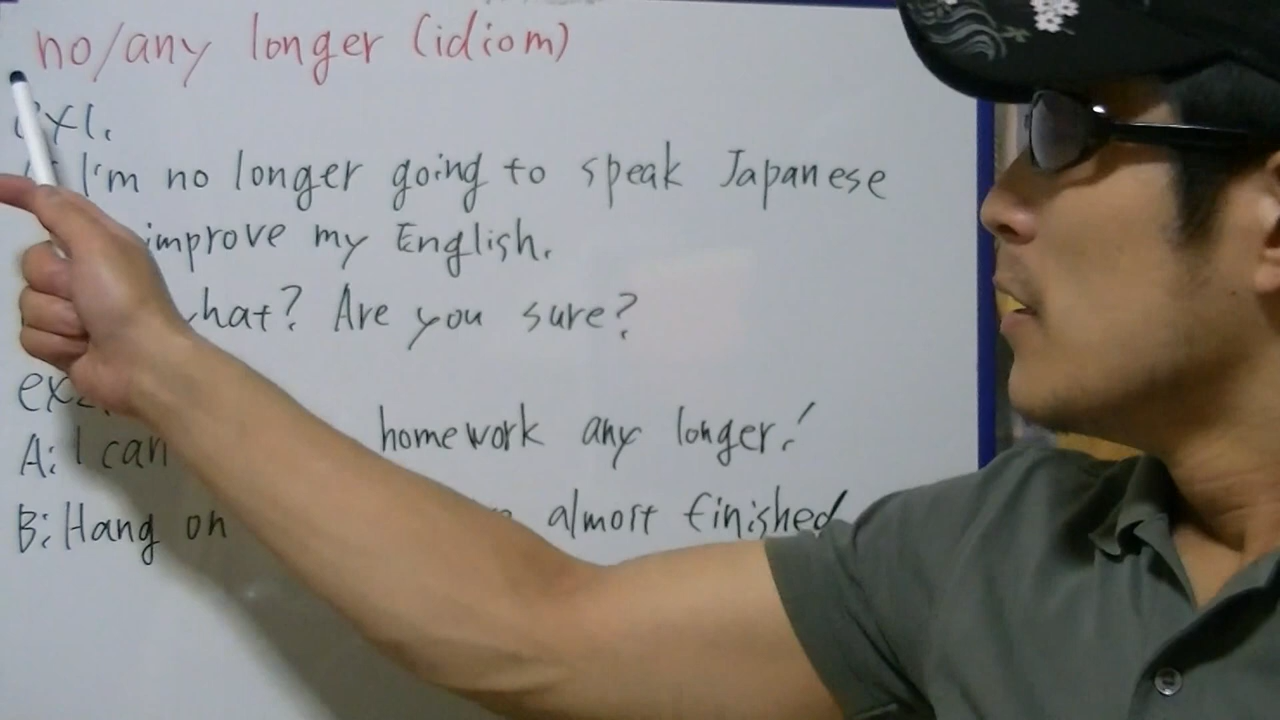 no/any longer (idiom)
ex1.
I'm no longer going to speak Japanese
improve my English.
hat? Are you sure?
ex2.
A: I can homework any longer!
B: Hang on almost finished